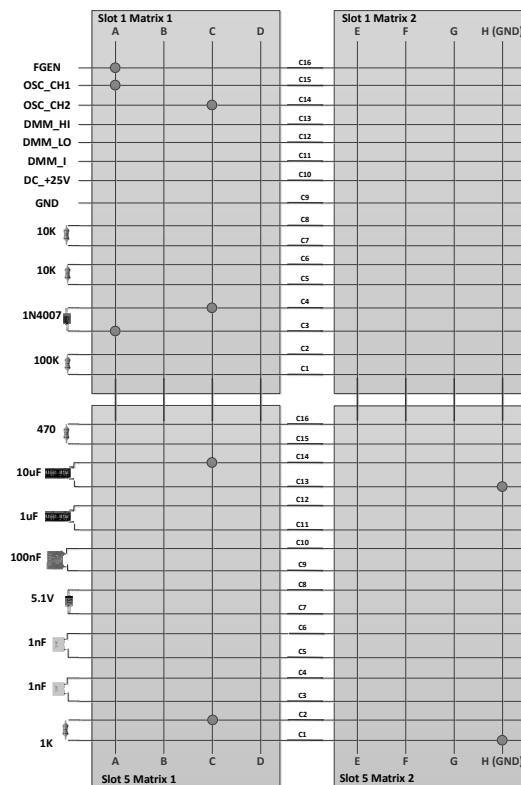 Slot 1 Matrix 1 Slot 1 Matrix 2
A B C D E F G H (GND)
FGEN C16
OSC_CH1 C15
OSC_CH2 C14
DMM_HI C13
DMM_LO C12
DMM_I C11
DC_+25V C10
GND C9
C8
10K
C7
C6
10K
C5
C4
1N4007
C3
C2
100K
C1
C16
470
C15
C14
10uF
C13
C12
1uF
C11
C10
100nF
C9
C8
5.1V
C7
C6
1nF
C5
C4
1nF
C3
C2
C1
1K
A B C D E F G H (GND)
Slot 5 Matrix 1 Slot 5 Matrix 2